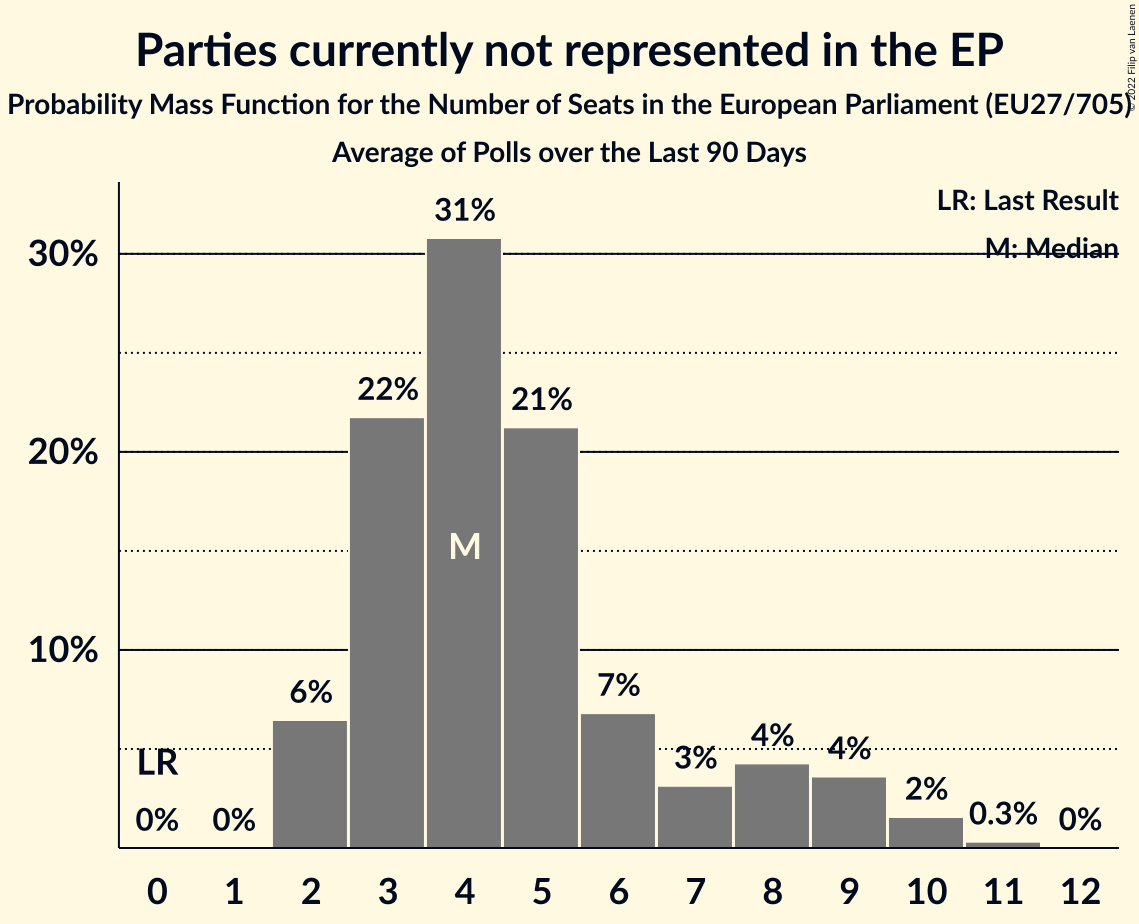 Parties currently not represented in the EP
Probability Mass Function for the Number of Seats in the European Parliament (EU27/705)
Average of Polls over the Last 90 Days
© 2022 Filip van Laenen
LR: Last Result
M: Median
30%
20%
10%
LR
0%
0%
6%
22%
31%
21%
7%
3%
4%
4%
2%
0.3%
0%
M
0 1 2 3 4 5 6 7 8 9 10 11 12